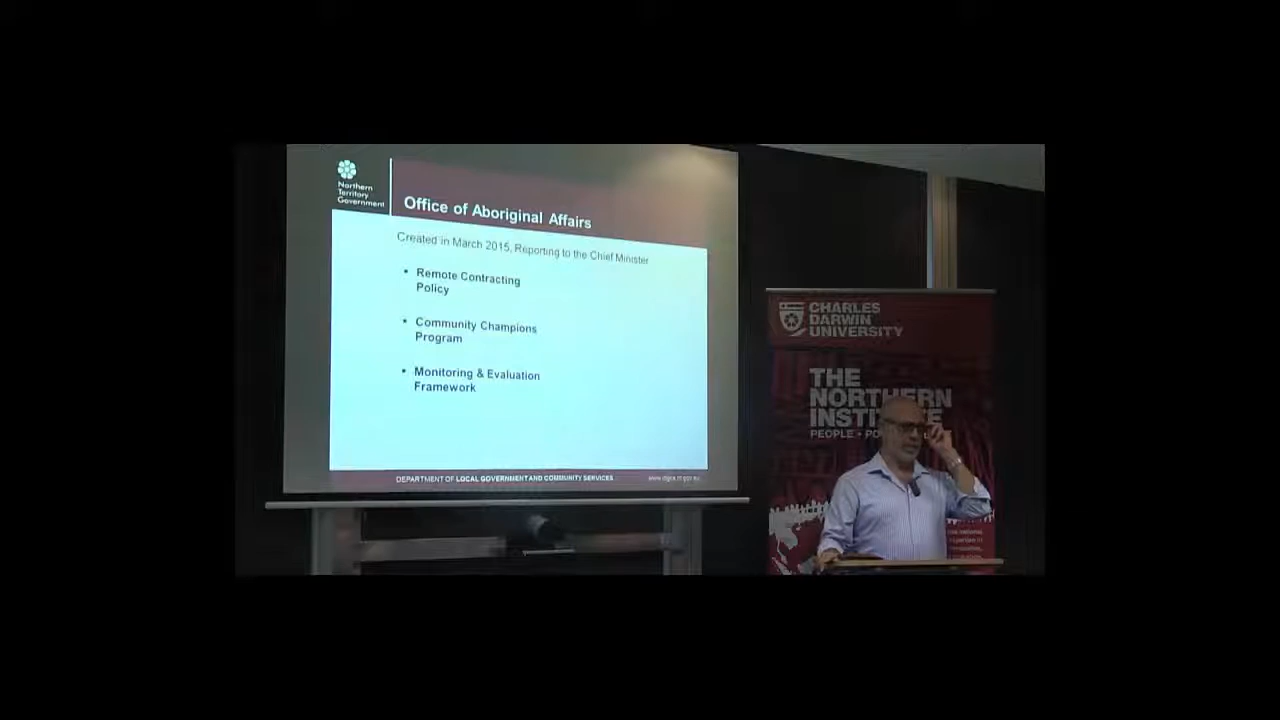 Northern
Territory
Government
Office of Aboriginal Affairs
Created in March 2015, Reporting to the Chief Minister
• Remote Contracting
Policy
• Community Champions
Program
• Monitoring & Evaluation
Framework
DEPARTMENT OF LOCAL GOVERNMENT AND COMMUNITY SERVICES
CHARLES
DARWIN
UNIVERSITY
THE
NORTHERN
PEOPLE •